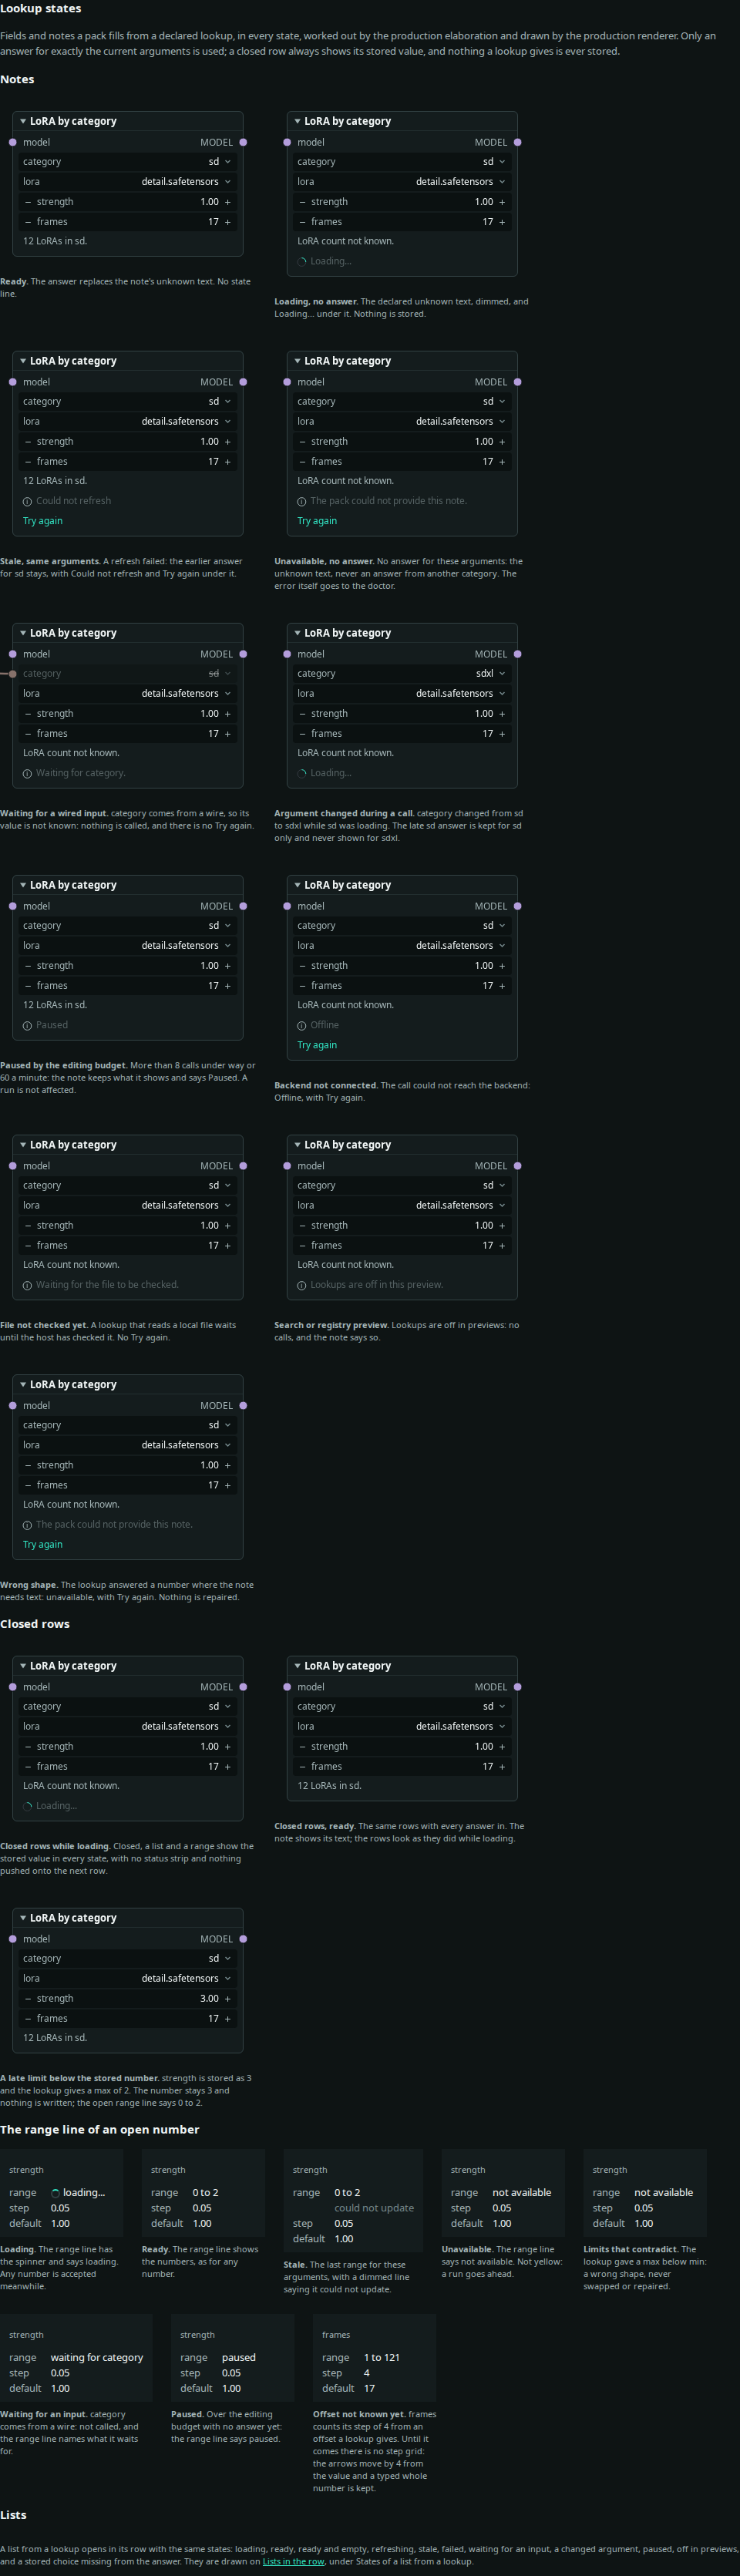 Lookup states
Fields and notes a pack fills from a declared lookup, in every state, worked out by the production elaboration and drawn by the production renderer. Only an
answer for exactly the current arguments is used; a closed row always shows its stored value, and nothing a lookup gives is ever stored.
Notes
LoRA by category
model MODEL
category sd
lora detail.safetensors
− strength 1.00 +
− frames 17 +
12 LoRAs in sd.
Ready. The answer replaces the note's unknown text. No state
line.
LoRA by category
model MODEL
category sd
lora detail.safetensors
− strength 1.00 +
− frames 17 +
LoRA count not known.
Loading...
Loading, no answer. The declared unknown text, dimmed, and
Loading... under it. Nothing is stored.
LoRA by category
model MODEL
category sd
lora detail.safetensors
− strength 1.00 +
− frames 17 +
12 LoRAs in sd.
Could not refresh
Try again
Stale, same arguments. A refresh failed: the earlier answer
for sd stays, with Could not refresh and Try again under it.
LoRA by category
model MODEL
category sd
lora detail.safetensors
− strength 1.00 +
− frames 17 +
LoRA count not known.
The pack could not provide this note.
Try again
Unavailable, no answer. No answer for these arguments: the
unknown text, never an answer from another category. The
error itself goes to the doctor.
LoRA by category
model MODEL
category sd
lora detail.safetensors
− strength 1.00 +
− frames 17 +
LoRA count not known.
Waiting for category.
Waiting for a wired input. category comes from a wire, so its
value is not known: nothing is called, and there is no Try again.
LoRA by category
model MODEL
category sdxl
lora detail.safetensors
− strength 1.00 +
− frames 17 +
LoRA count not known.
Loading...
Argument changed during a call. category changed from sd
to sdxl while sd was loading. The late sd answer is kept for sd
only and never shown for sdxl.
LoRA by category
model MODEL
category sd
lora detail.safetensors
− strength 1.00 +
− frames 17 +
12 LoRAs in sd.
Paused
Paused by the editing budget. More than 8 calls under way or
60 a minute: the note keeps what it shows and says Paused. A
run is not affected.
LoRA by category
model MODEL
category sd
lora detail.safetensors
− strength 1.00 +
− frames 17 +
LoRA count not known.
Offline
Try again
Backend not connected. The call could not reach the backend:
Offline, with Try again.
LoRA by category
model MODEL
category sd
lora detail.safetensors
− strength 1.00 +
− frames 17 +
LoRA count not known.
Waiting for the file to be checked.
File not checked yet. A lookup that reads a local file waits
until the host has checked it. No Try again.
LoRA by category
model MODEL
category sd
lora detail.safetensors
− strength 1.00 +
− frames 17 +
LoRA count not known.
Lookups are off in this preview.
Search or registry preview. Lookups are off in previews: no
calls, and the note says so.
LoRA by category
model MODEL
category sd
lora detail.safetensors
− strength 1.00 +
− frames 17 +
LoRA count not known.
The pack could not provide this note.
Try again
Wrong shape. The lookup answered a number where the note
needs text: unavailable, with Try again. Nothing is repaired.
Closed rows
LoRA by category
model MODEL
category sd
lora detail.safetensors
− strength 1.00 +
− frames 17 +
LoRA count not known.
Loading...
Closed rows while loading. Closed, a list and a range show the
stored value in every state, with no status strip and nothing
pushed onto the next row.
LoRA by category
model MODEL
category sd
lora detail.safetensors
− strength 1.00 +
− frames 17 +
12 LoRAs in sd.
Closed rows, ready. The same rows with every answer in. The
note shows its text; the rows look as they did while loading.
LoRA by category
model MODEL
category sd
lora detail.safetensors
− strength 3.00 +
− frames 17 +
12 LoRAs in sd.
A late limit below the stored number. strength is stored as 3
and the lookup gives a max of 2. The number stays 3 and
nothing is written; the open range line says 0 to 2.
The range line of an open number
strength
range loading...
step 0.05
default 1.00
Loading. The range line has
the spinner and says loading.
Any number is accepted
meanwhile.
strength
range 0 to 2
step 0.05
default 1.00
Ready. The range line shows
the numbers, as for any
number.
strength
range 0 to 2
could not update
step 0.05
default 1.00
Stale. The last range for these
arguments, with a dimmed line
saying it could not update.
strength
range not available
step 0.05
default 1.00
Unavailable. The range line
says not available. Not yellow:
a run goes ahead.
strength
range not available
step 0.05
default 1.00
Limits that contradict. The
lookup gave a max below min:
a wrong shape, never
swapped or repaired.
strength
range waiting for category
step 0.05
default 1.00
Waiting for an input. category
comes from a wire: not called, and
the range line names what it waits
for.
strength
range paused
step 0.05
default 1.00
Paused. Over the editing
budget with no answer yet:
the range line says paused.
frames
range 1 to 121
step 4
default 17
Offset not known yet. frames
counts its step of 4 from an
offset a lookup gives. Until it
comes there is no step grid:
the arrows move by 4 from
the value and a typed whole
number is kept.
Lists
A list from a lookup opens in its row with the same states: loading, ready, ready and empty, refreshing, stale, failed, waiting for an input, a changed argument, paused, off in previews,
and a stored choice missing from the answer. They are drawn on Lists in the row, under States of a list from a lookup.